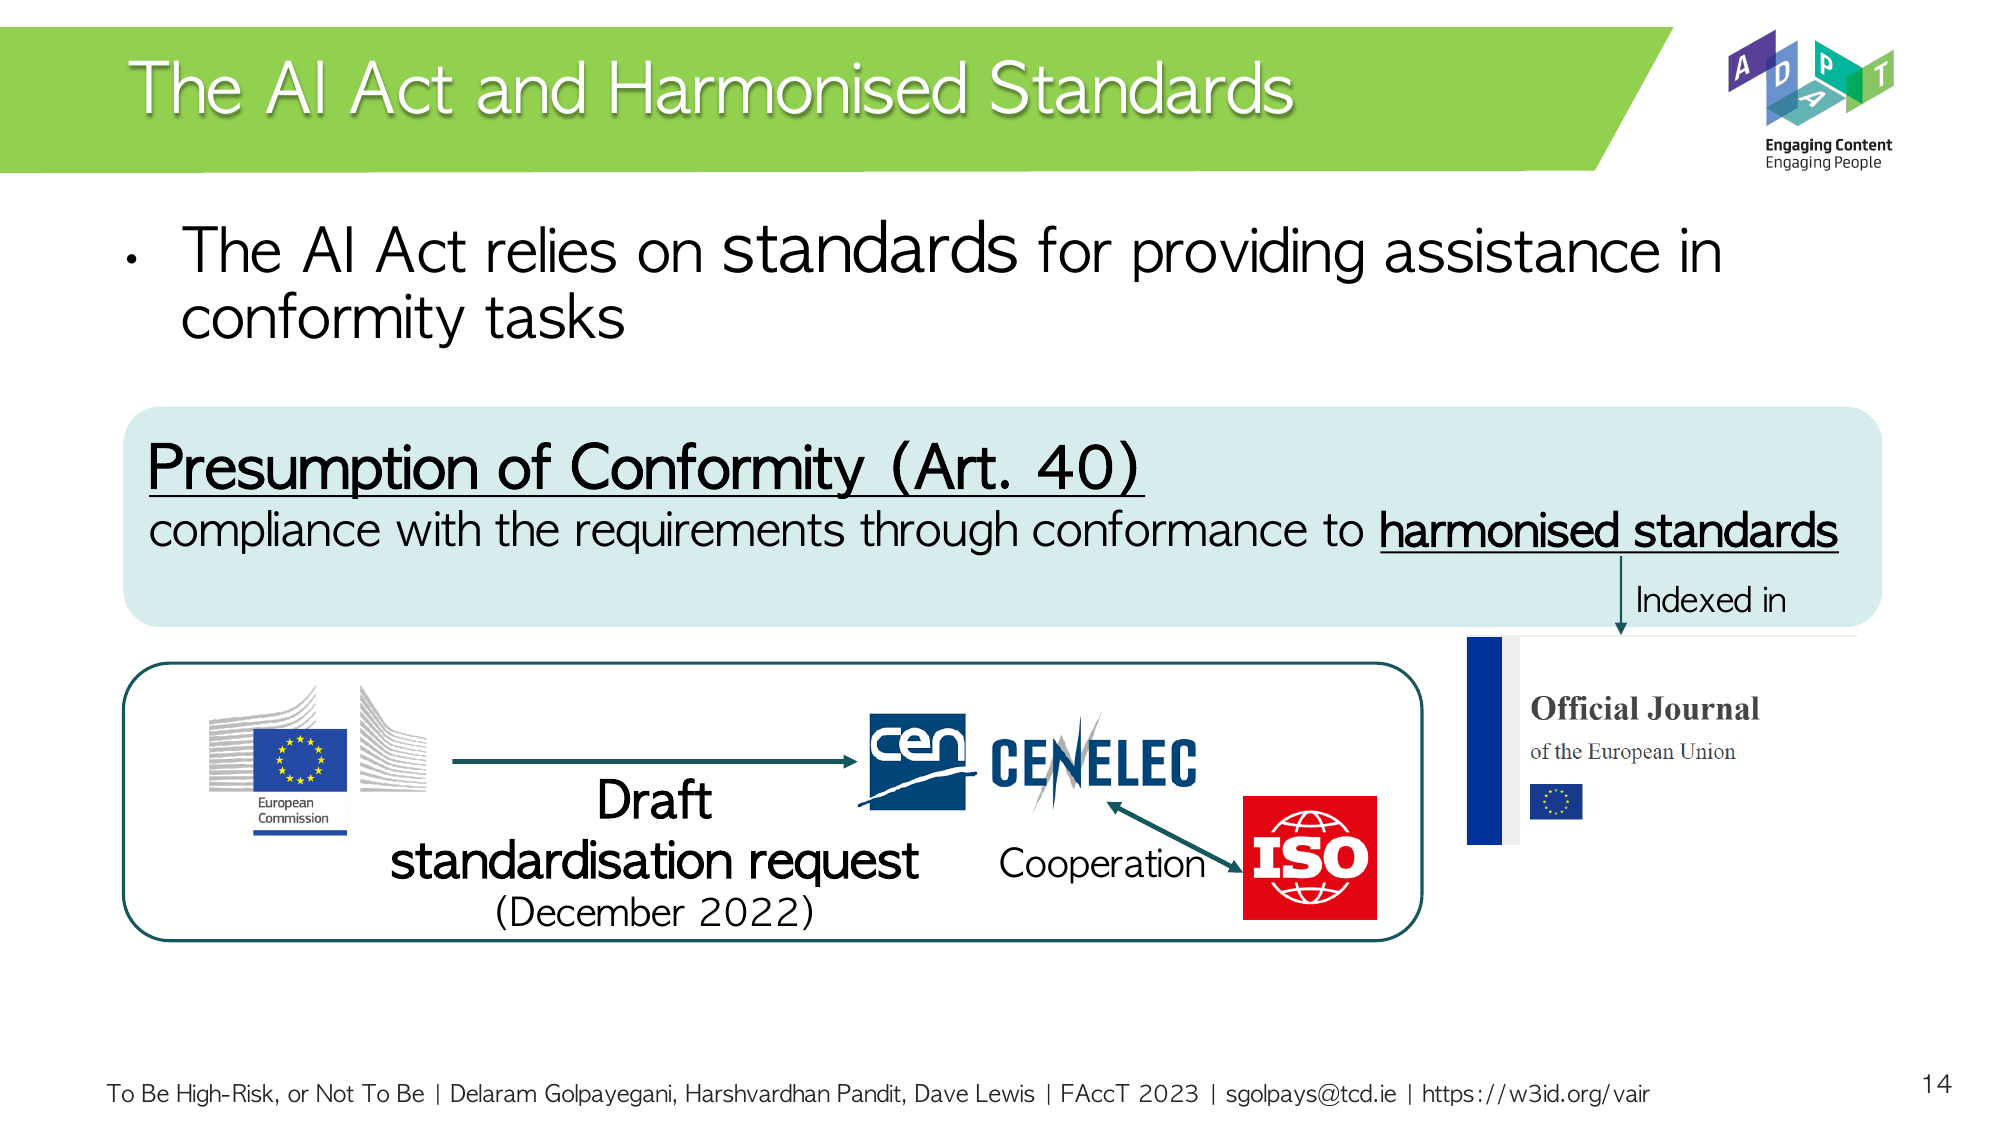 The AI Act and Harmonised Standards
A D A P T
Engaging Content
Engaging People
• The AI Act relies on standards for providing assistance in
conformity tasks
Presumption of Conformity (Art. 40)
compliance with the requirements through conformance to harmonised standards
Indexed in
Official Journal
of the European Union
European
Commission
Draft
standardisation request
(December 2022)
cen
CENELEC
Cooperation
ISO
To Be High-Risk, or Not To Be | Delaram Golpayegani, Harshvardhan Pandit, Dave Lewis | FAccT 2023 | sgolpays@tcd.ie | https://w3id.org/vair
14